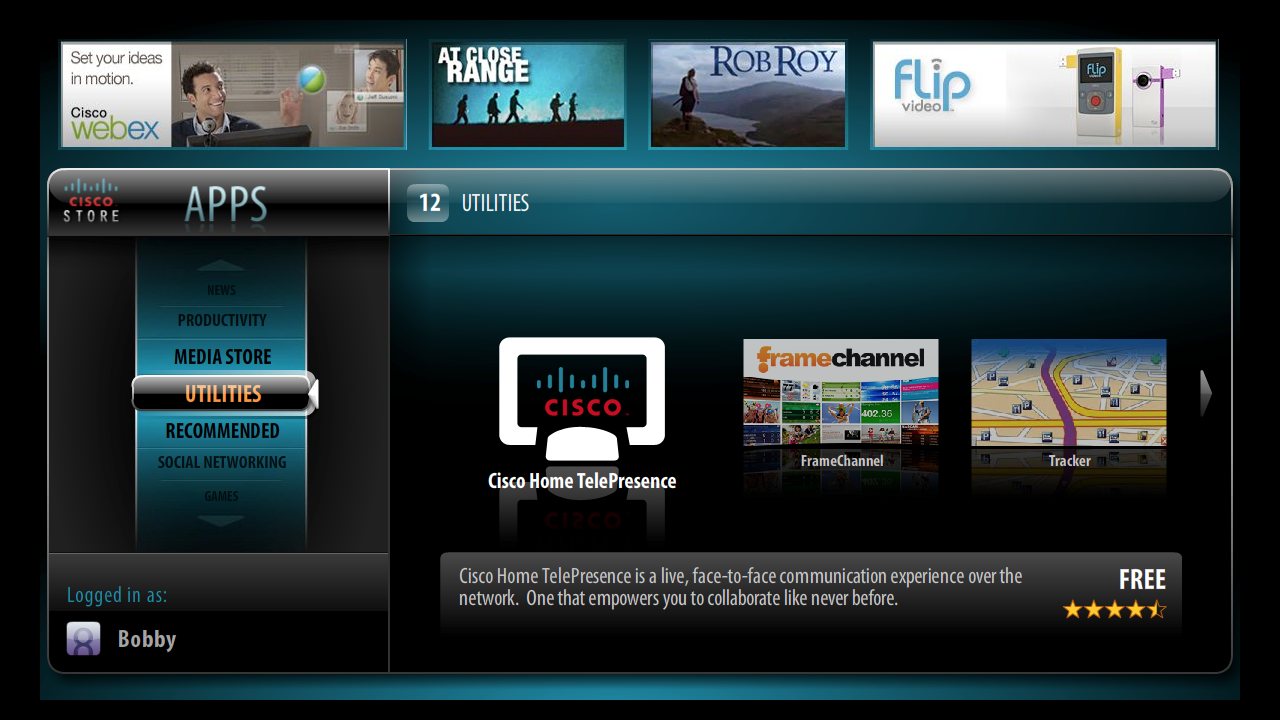 Set your ideas
in motion.
Cisco
webex
Jeff Susumi
AT CLOSE
RANGE
ROB ROY
flip
video
flip
CISCO
STORE
APPS
12 UTILITIES
NEWS
PRODUCTIVITY
MEDIA STORE
UTILITIES
RECOMMENDED
SOCIAL NETWORKING
GAMES
CISCO
Cisco Home TelePresence
framechannel
402.36
FrameChannel
Tracker
Cisco Home TelePresence is a live, face-to-face communication experience over the
network. One that empowers you to collaborate like never before.
FREE
Logged in as:
Bobby